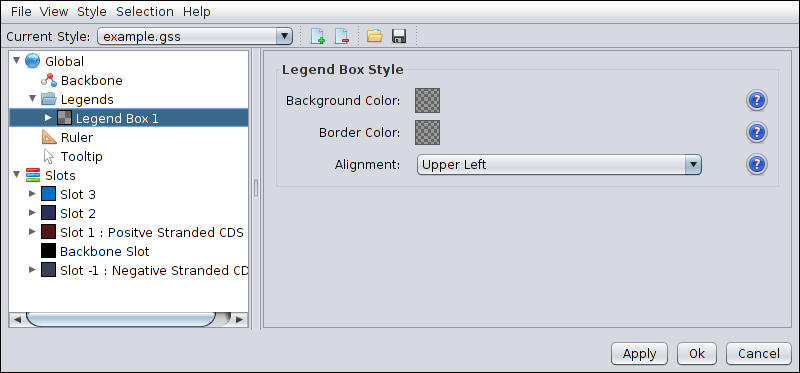 File View Style Selection Help
Current Style: example.gss
Global
Backbone
Legends
Legend Box 1
Ruler
Tooltip
Slots
Slot 3
Slot 2
Slot 1 : Positve Stranded CDS
Backbone Slot
Slot -1 : Negative Stranded CD
Legend Box Style
Background Color: ?
Border Color: ?
Alignment: Upper Left ?
Apply Ok Cancel